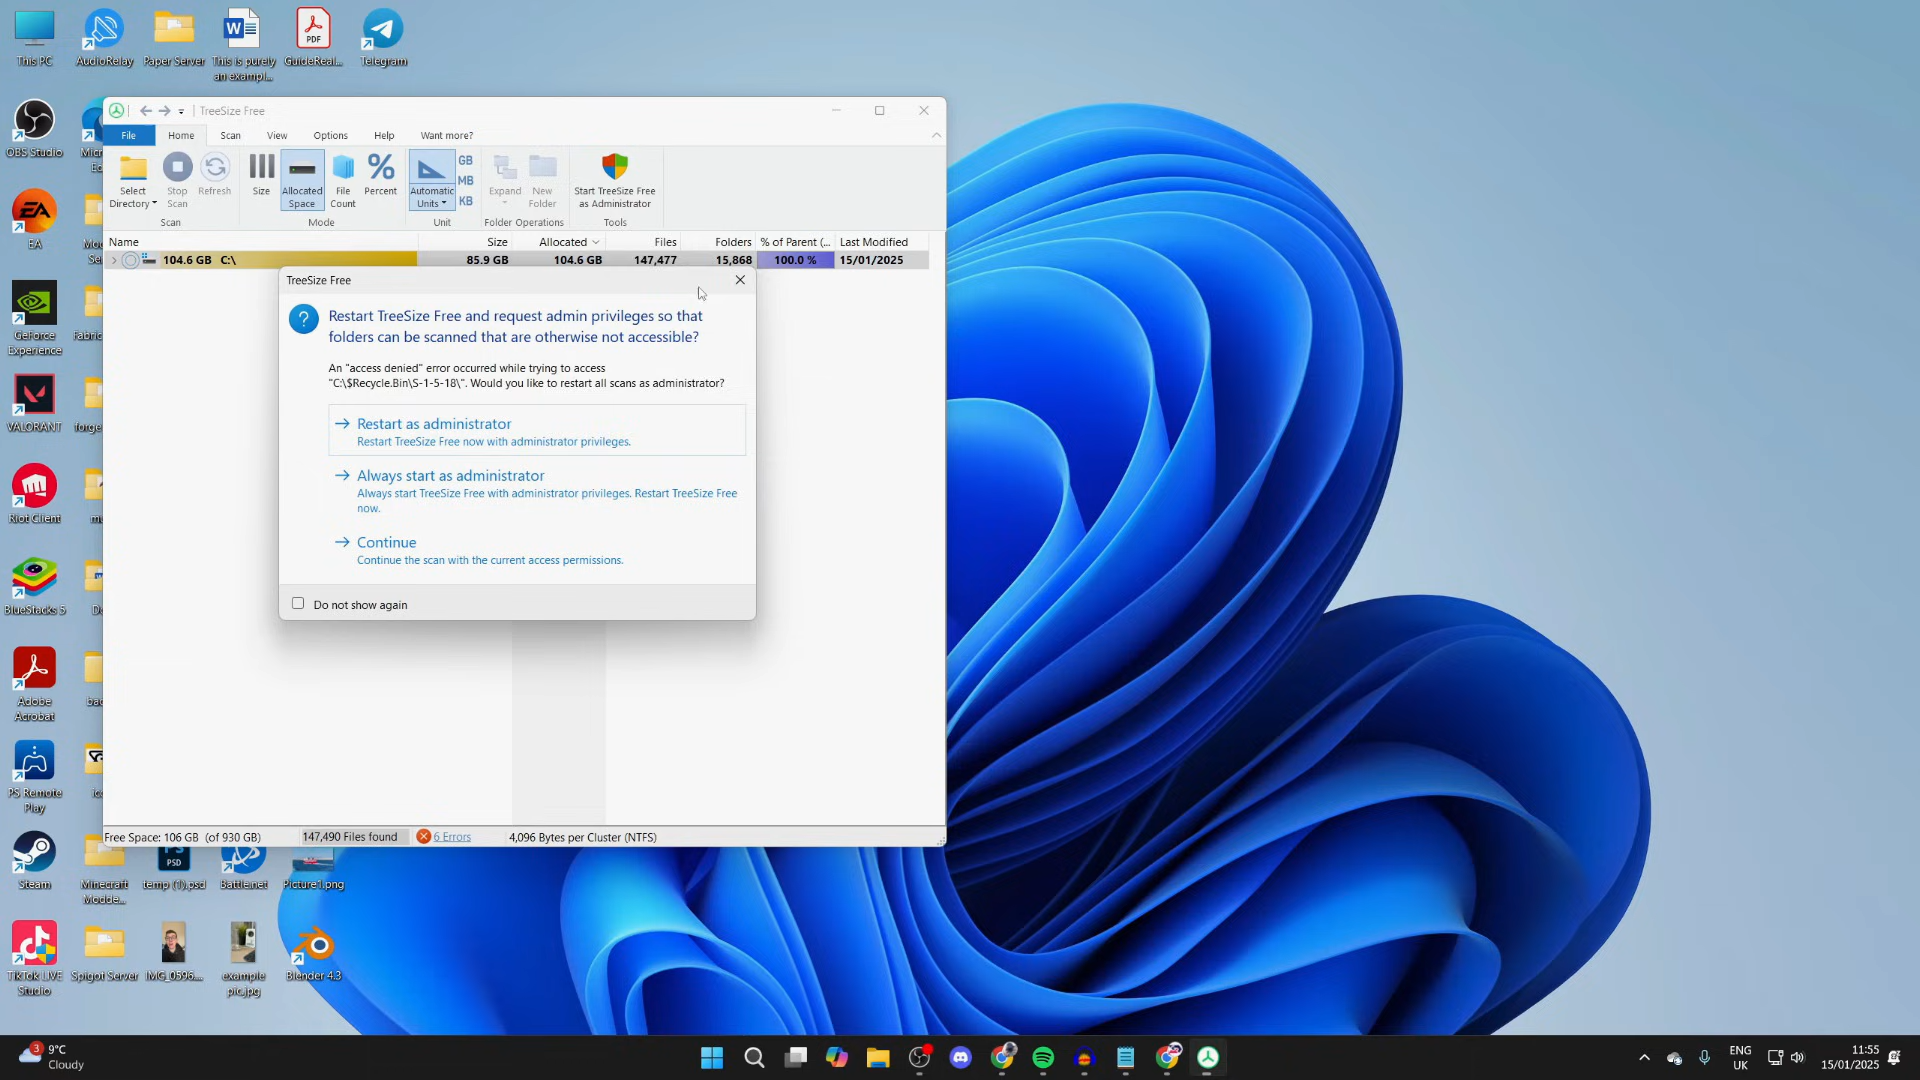 This PC
AudioRelay
Paper Server
This is purely
an exampl...
GuideReal...
Telegram
OBS Studio
EA
GeForce
Experience
VALORANT
Riot Client
BlueStacks 5
Adobe
Acrobat
PS Remote
Play
Steam
Minecraft
Modde...
temp (1).psd
Battle.net
Picture1.png
TikTok LIVE
Studio
Spigot Server
IMG_0596....
example
pic.jpg
Blender 4.3
TreeSize Free
File
Home
Scan
View
Options
Help
Want more?
Select
Directory
Stop
Scan
Refresh
Size
Allocated
Space
File
Count
Percent
Automatic
Units
GB
MB
KB
Expand
New
Folder
Start TreeSize Free
as Administrator
Scan
Mode
Unit
Folder Operations
Tools
Name
Size
Allocated
Files
Folders
% of Parent (...
Last Modified
104.6 GB C:\
85.9 GB
104.6 GB
147,477
15,868
100.0 %
15/01/2025
TreeSize Free
Restart TreeSize Free and request admin privileges so that
folders can be scanned that are otherwise not accessible?
An "access denied" error occurred while trying to access
"C:\$Recycle.Bin\S-1-5-18\". Would you like to restart all scans as administrator?
Restart as administrator
Restart TreeSize Free now with administrator privileges.
Always start as administrator
Always start TreeSize Free with administrator privileges. Restart TreeSize Free
now.
Continue
Continue the scan with the current access permissions.
Do not show again
Free Space: 106 GB (of 930 GB)
147,490 Files found
6 Errors
4,096 Bytes per Cluster (NTFS)
3
9°C
Cloudy
ENG
UK
11:55
15/01/2025